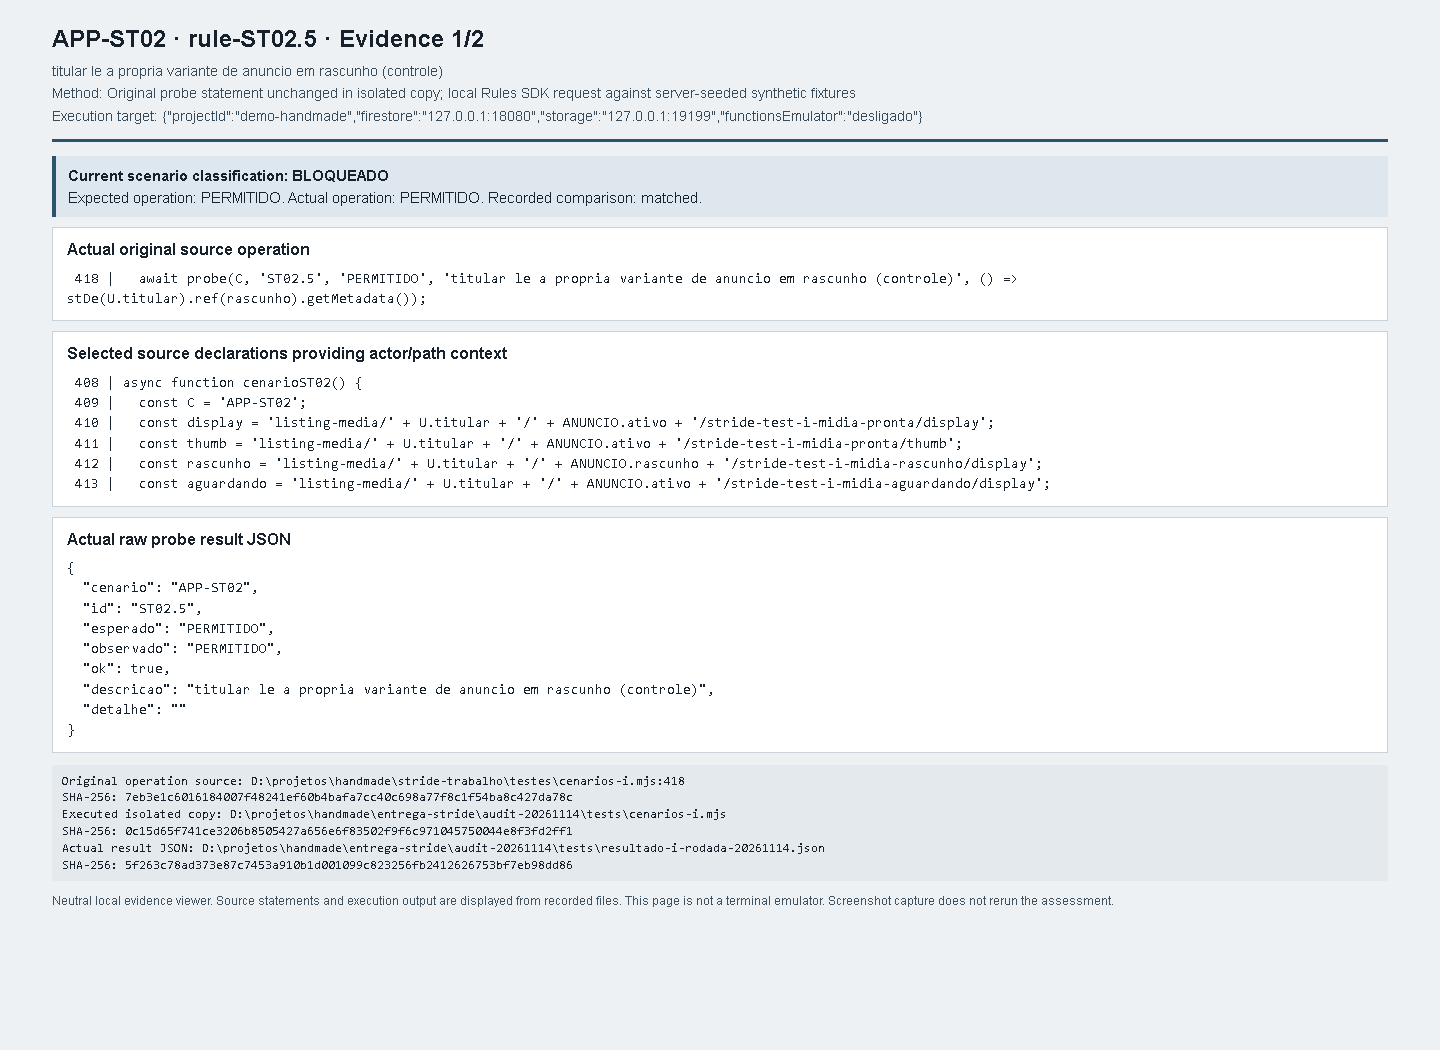 APP-ST02 · rule-ST02.5 · Evidence 1/2
titular le a propria variante de anuncio em rascunho (controle)
Method: Original probe statement unchanged in isolated copy; local Rules SDK request against server-seeded synthetic fixtures
Execution target: {"projectId":"demo-handmade","firestore":"127.0.0.1:18080","storage":"127.0.0.1:19199","functionsEmulator":"desligado"}
Current scenario classification: BLOQUEADO
Expected operation: PERMITIDO. Actual operation: PERMITIDO. Recorded comparison: matched.
Actual original source operation
418 |   await probe(C, 'ST02.5', 'PERMITIDO', 'titular le a propria variante de anuncio em rascunho (controle)', () =>
stDe(U.titular).ref(rascunho).getMetadata());
Selected source declarations providing actor/path context
408 | async function cenarioST02() {
409 |   const C = 'APP-ST02';
410 |   const display = 'listing-media/' + U.titular + '/' + ANUNCIO.ativo + '/stride-test-i-midia-pronta/display';
411 |   const thumb = 'listing-media/' + U.titular + '/' + ANUNCIO.ativo + '/stride-test-i-midia-pronta/thumb';
412 |   const rascunho = 'listing-media/' + U.titular + '/' + ANUNCIO.rascunho + '/stride-test-i-midia-rascunho/display';
413 |   const aguardando = 'listing-media/' + U.titular + '/' + ANUNCIO.ativo + '/stride-test-i-midia-aguardando/display';
Actual raw probe result JSON
{
  "cenario": "APP-ST02",
  "id": "ST02.5",
  "esperado": "PERMITIDO",
  "observado": "PERMITIDO",
  "ok": true,
  "descricao": "titular le a propria variante de anuncio em rascunho (controle)",
  "detalhe": ""
}
Original operation source: D:\projetos\handmade\stride-trabalho\testes\cenarios-i.mjs:418
SHA-256: 7eb3e1c6016184007f48241ef60b4bafa7cc40c698a77f8c1f54ba8c427da78c
Executed isolated copy: D:\projetos\handmade\entrega-stride\audit-20261114\tests\cenarios-i.mjs
SHA-256: 0c15d65f741ce3206b8505427a656e6f83502f9f6c971045750044e8f3fd2ff1
Actual result JSON: D:\projetos\handmade\entrega-stride\audit-20261114\tests\resultado-i-rodada-20261114.json
SHA-256: 5f263c78ad373e87c7453a910b1d001099c823256fb2412626753bf7eb98dd86
Neutral local evidence viewer. Source statements and execution output are displayed from recorded files. This page is not a terminal emulator. Screenshot capture does not rerun the assessment.